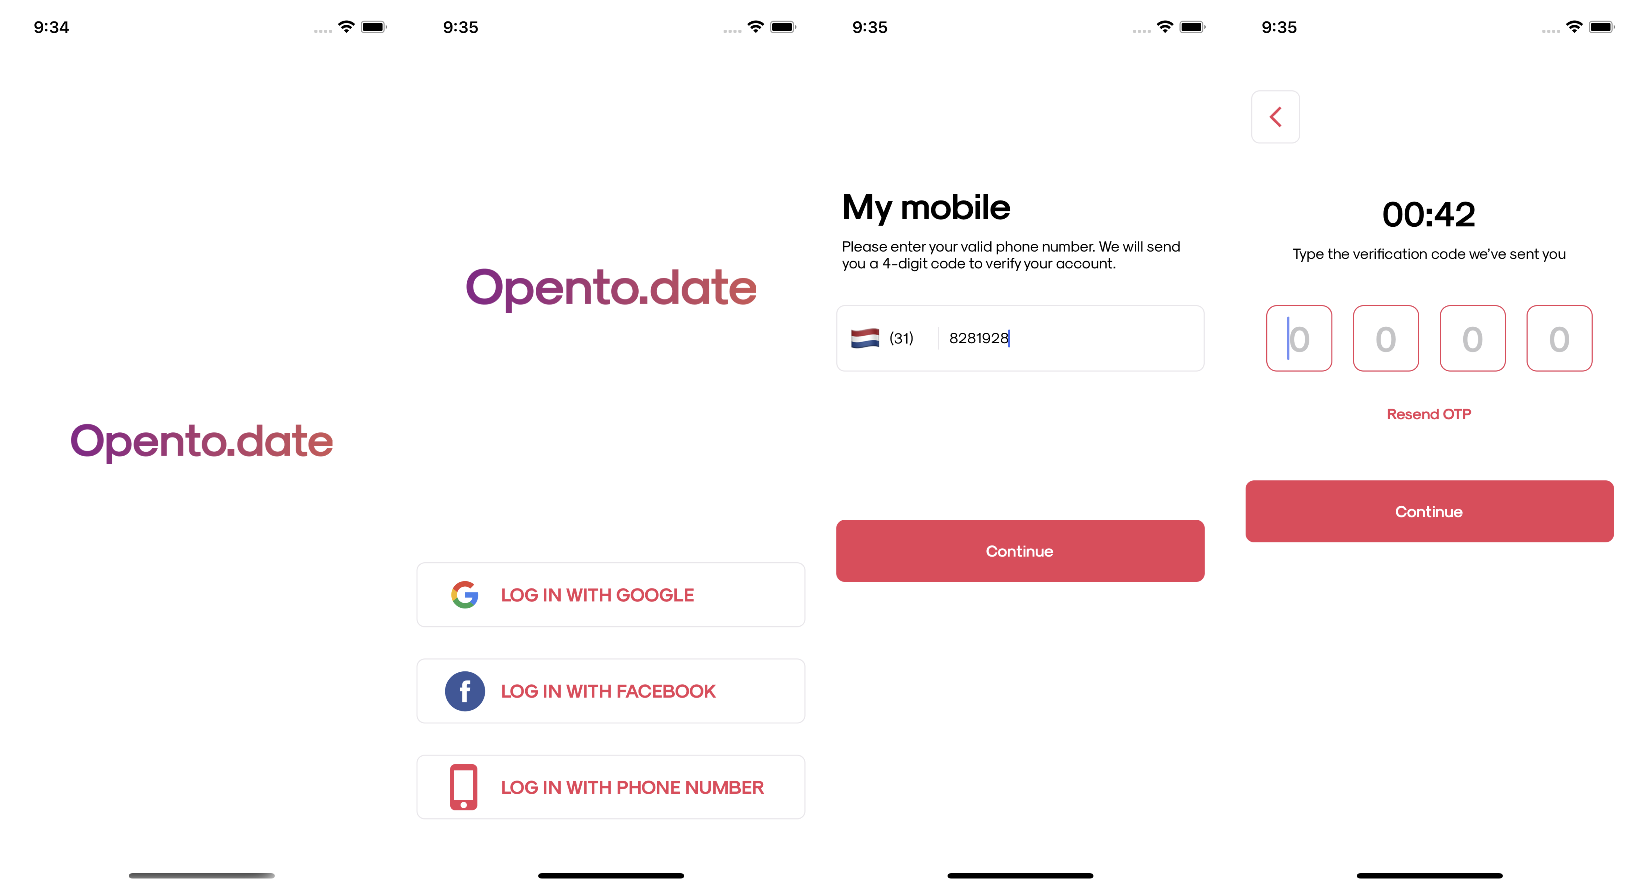 9:34
Opento.date
9:35
Opento.date
LOG IN WITH GOOGLE
LOG IN WITH FACEBOOK
LOG IN WITH PHONE NUMBER
9:35
My mobile
Please enter your valid phone number. We will send
you a 4-digit code to verify your account.
(31) 8281928
Continue
9:35
00:42
Type the verification code we’ve sent you
0 0 0 0
Resend OTP
Continue